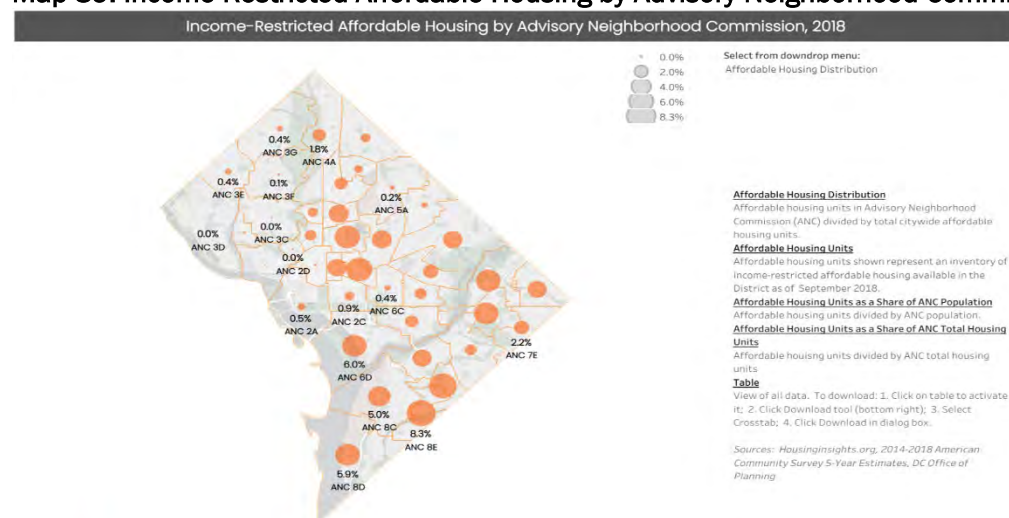 Income-Restricted Affordable Housing by Advisory Neighborhood Commission, 2018
0.0%
2.0%
4.0%
6.0%
8.3%
Select from downdrop menu:
Affordable Housing Distribution
0.4%
ANC 3G
1.8%
ANC 4A
0.4%
ANC 3E
0.1%
ANC 3F
0.2%
ANC 5A
0.0%
ANC 3D
0.0%
ANC 3C
0.0%
ANC 2D
0.5%
ANC 2A
0.9%
ANC 2C
0.4%
ANC 6C
2.2%
ANC 7E
6.0%
ANC 6D
5.0%
ANC 8C
8.3%
ANC 8E
5.9%
ANC 8D
Affordable Housing Distribution
Affordable housing units in Advisory Neighborhood
Commission (ANC) divided by total citywide affordable
housing units.
Affordable Housing Units
Affordable housing units shown represent an inventory of
income-restricted affordable housing available in the
District as of September 2018.
Affordable Housing Units as a Share of ANC Population
Affordable housing units divided by ANC population.
Affordable Housing Units as a Share of ANC Total Housing
Units
Affordable houisng units divided by ANC total housing
units
Table
View of all data. To download: 1. Click on table to activate
it; 2. Click Download tool (bottom right); 3. Select
Crosstab; 4. Click Download in dialog box.
Sources: Housinginsights.org, 2014-2018 American
Community Survey 5-Year Estimates, DC Office of
Planning